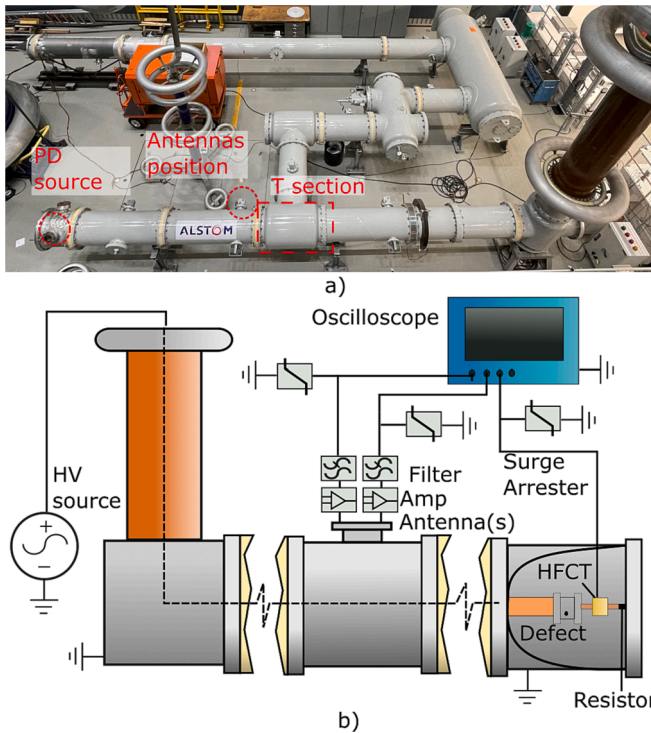 PD
source
Antennas
position
T section
ALSTOM
a)
Oscilloscope
HV
source
+
−
Filter
Amp
Antenna(s)
Surge
Arrester
HFCT
Defect
Resistor
b)